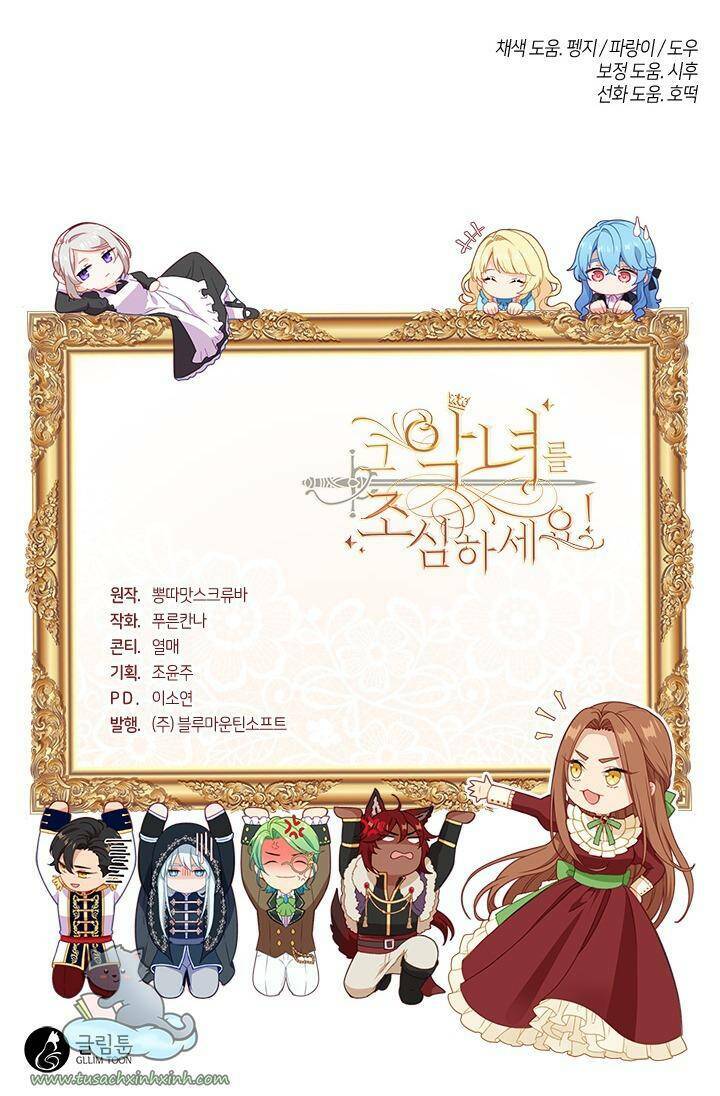 채색 도움. 펭지 / 파랑이 / 도우
보정 도움. 시후
선화 도움. 호떡
그 악녀를
조심하세요!
원작. 뽕따맛스크류바
작화. 푸른칸나
콘티. 열매
기획. 조윤주
PD. 이소연
발행. (주) 블루마운틴소프트
글림툰
GLLIM TOON
www.tusachxinhxinh.com